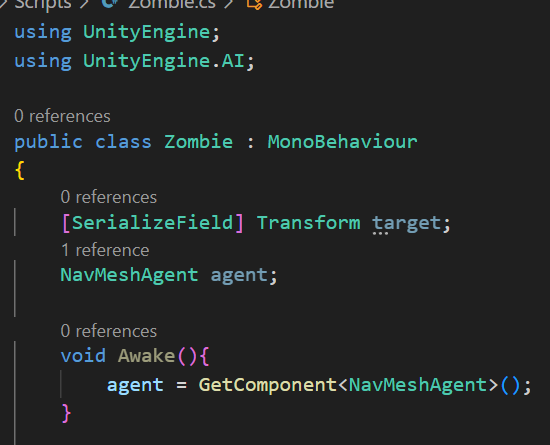 Scripts > Zombie.cs > Zombie
using UnityEngine;
using UnityEngine.AI;
0 references
public class Zombie : MonoBehaviour
{
0 references
[SerializeField] Transform target;
1 reference
NavMeshAgent agent;
0 references
void Awake(){
agent = GetComponent<NavMeshAgent>();
}